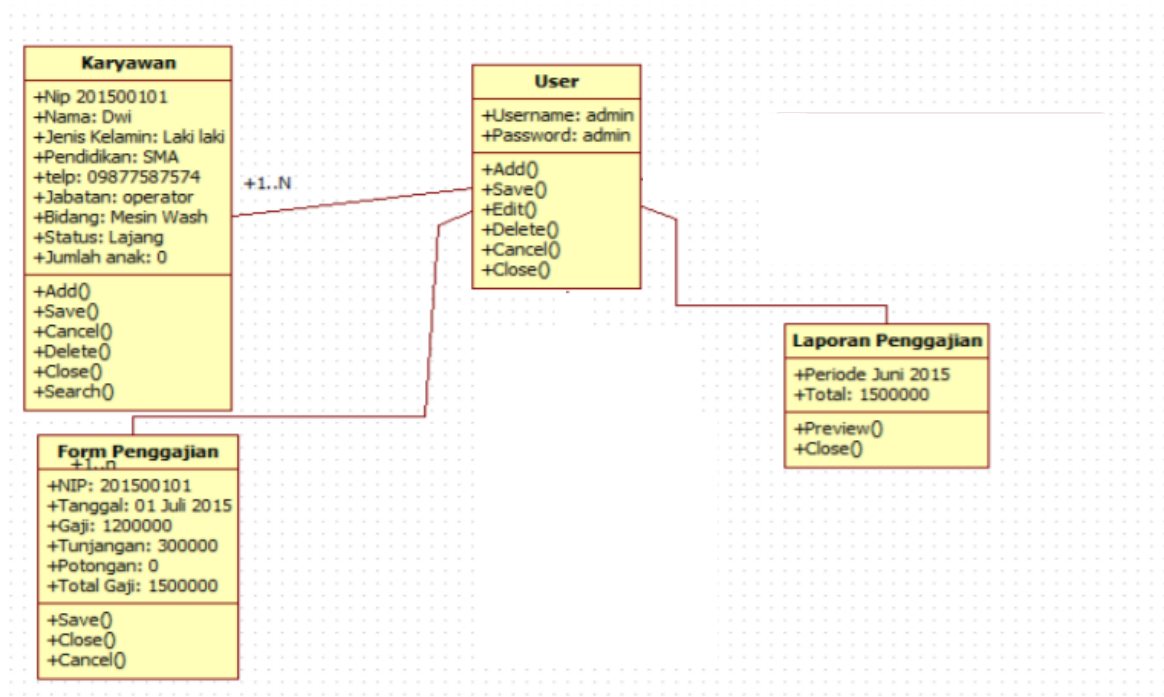 Karyawan
+Nip 201500101
+Nama: Dwi
+Jenis Kelamin: Laki laki
+Pendidikan: SMA
+telp: 09877587574
+Jabatan: operator
+Bidang: Mesin Wash
+Status: Lajang
+Jumlah anak: 0
+Add()
+Save()
+Cancel()
+Delete()
+Close()
+Search()
+1..N
User
+Username: admin
+Password: admin
+Add()
+Save()
+Edit()
+Delete()
+Cancel()
+Close()
Laporan Penggajian
+Periode Juni 2015
+Total: 1500000
+Preview()
+Close()
Form Penggajian
+1..n
+NIP: 201500101
+Tanggal: 01 Juli 2015
+Gaji: 1200000
+Tunjangan: 300000
+Potongan: 0
+Total Gaji: 1500000
+Save()
+Close()
+Cancel()